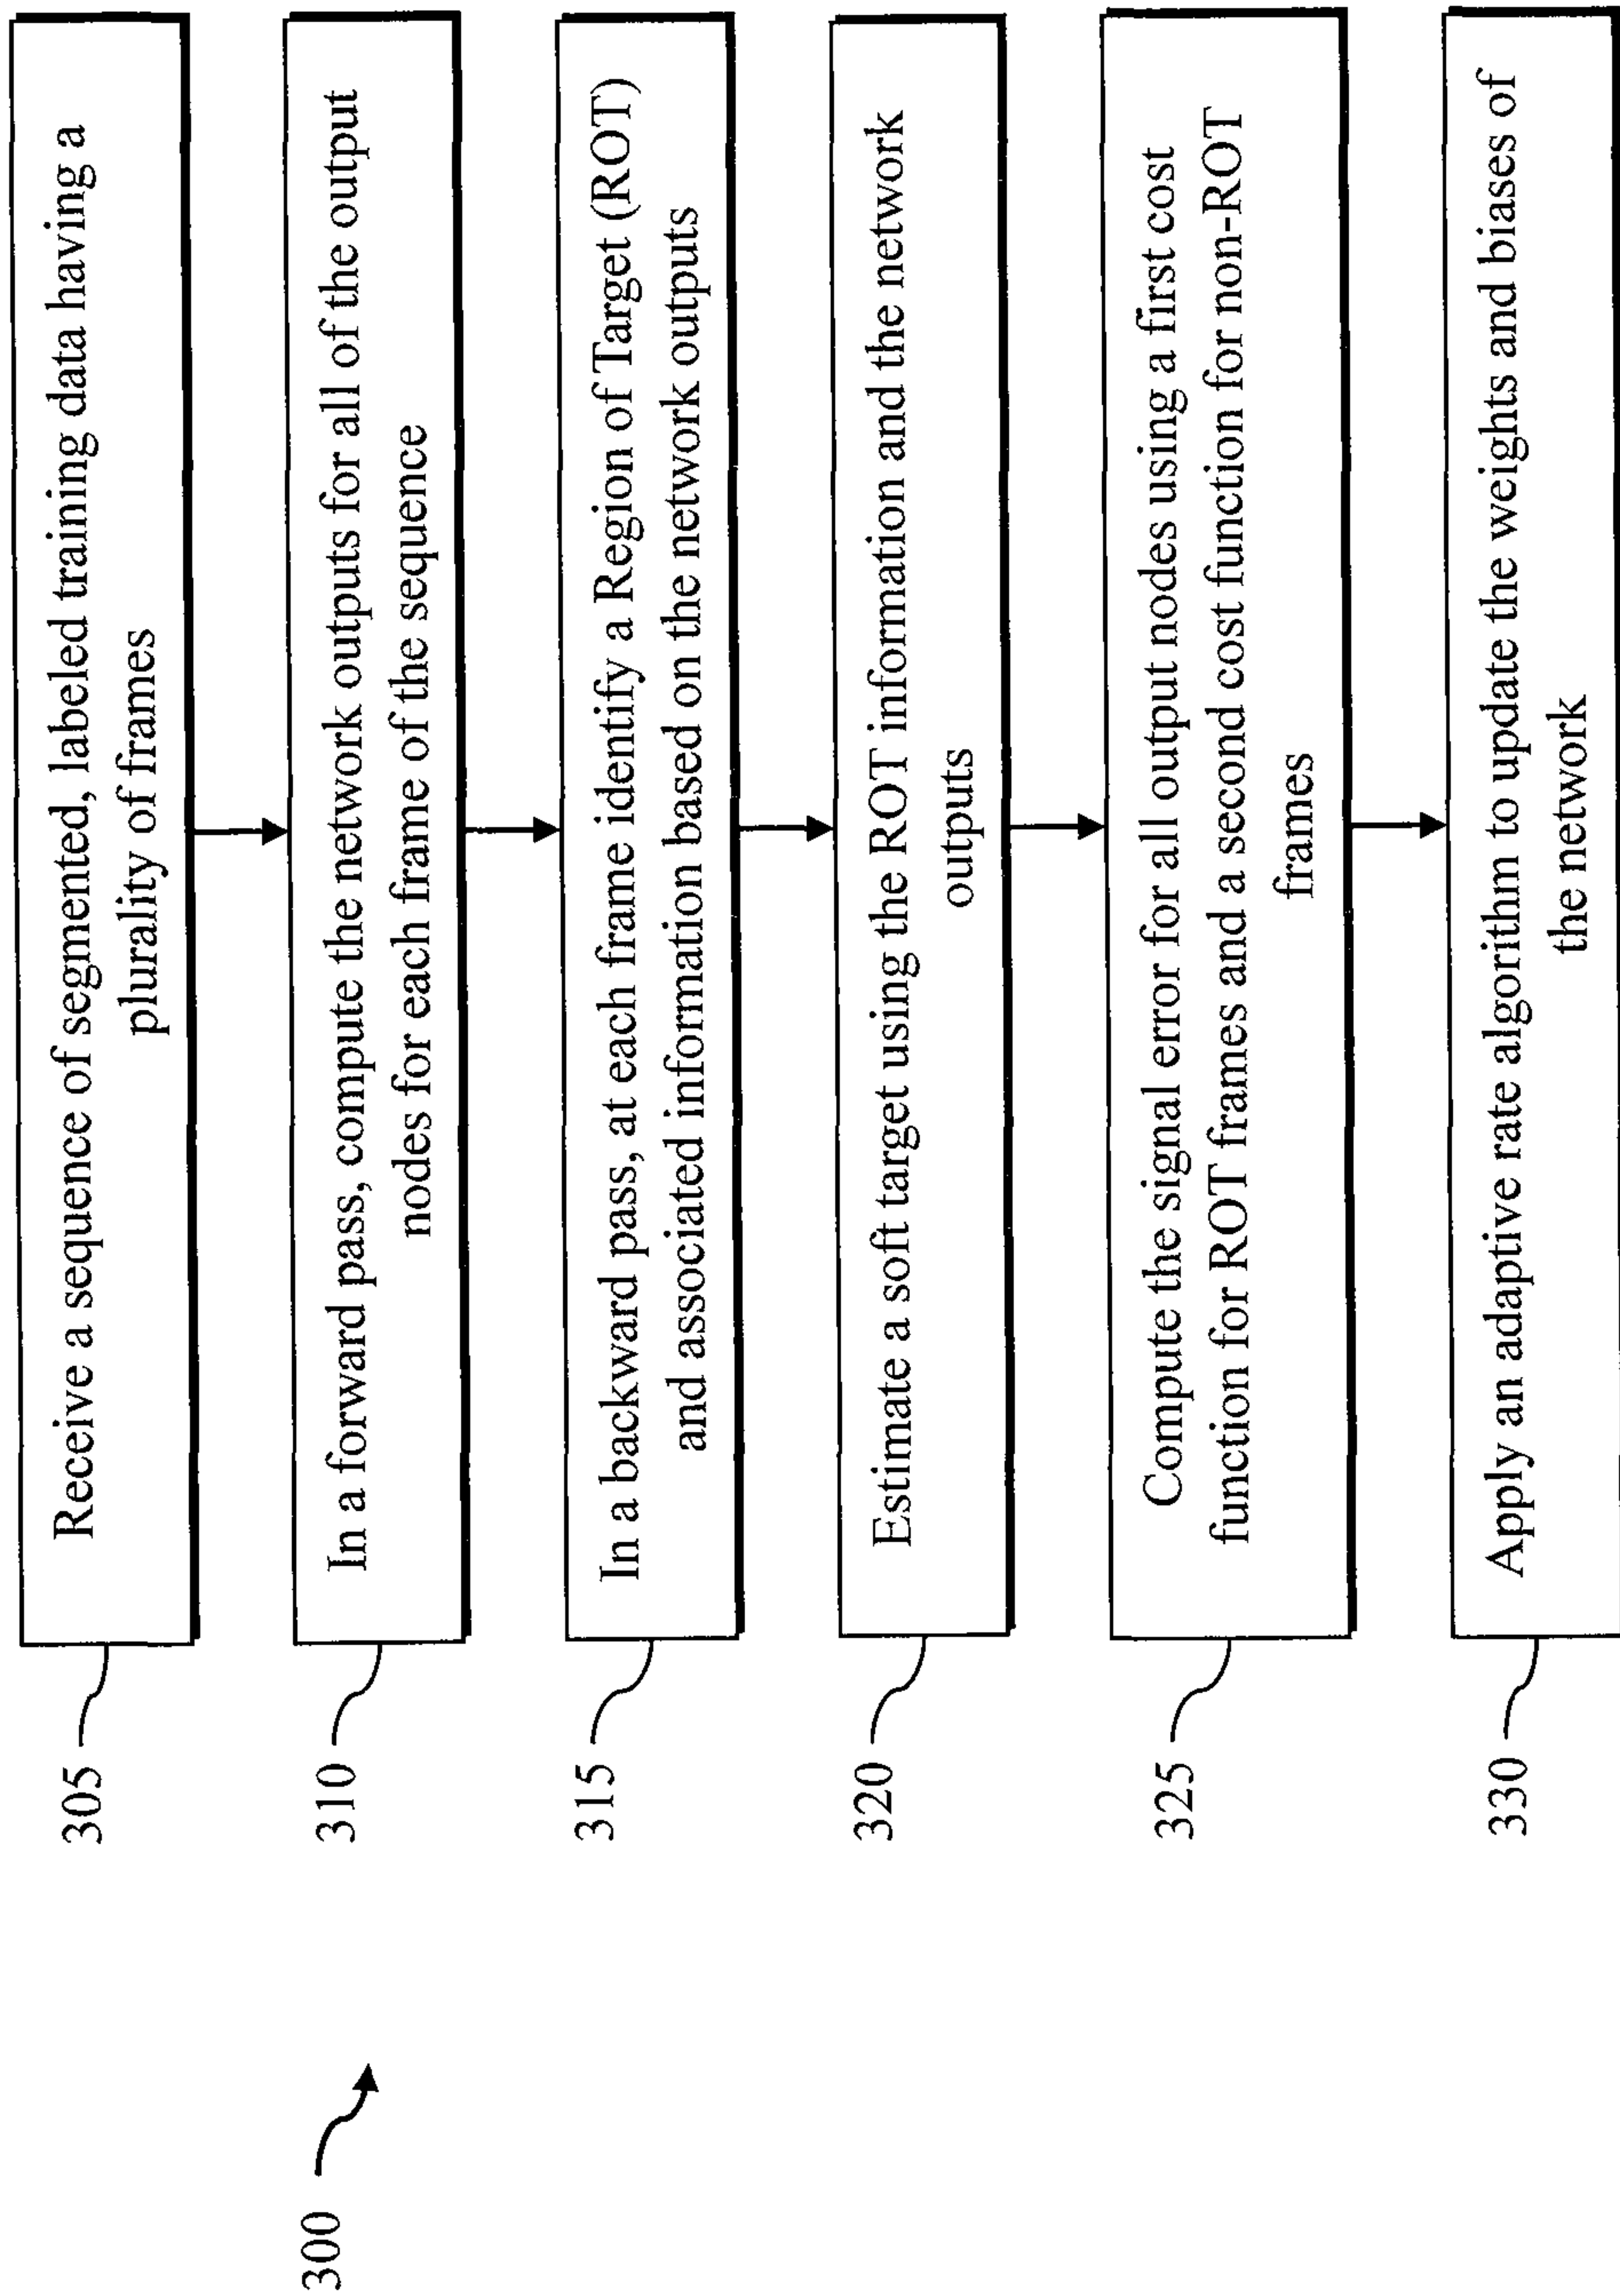 300
305
Receive a sequence of segmented, labeled training data having a
plurality of frames
310
In a forward pass, compute the network outputs for all of the output
nodes for each frame of the sequence
315
In a backward pass, at each frame identify a Region of Target (ROT)
and associated information based on the network outputs
320
Estimate a soft target using the ROT information and the network
outputs
325
Compute the signal error for all output nodes using a first cost
function for ROT frames and a second cost function for non-ROT
frames
330
Apply an adaptive rate algorithm to update the weights and biases of
the network